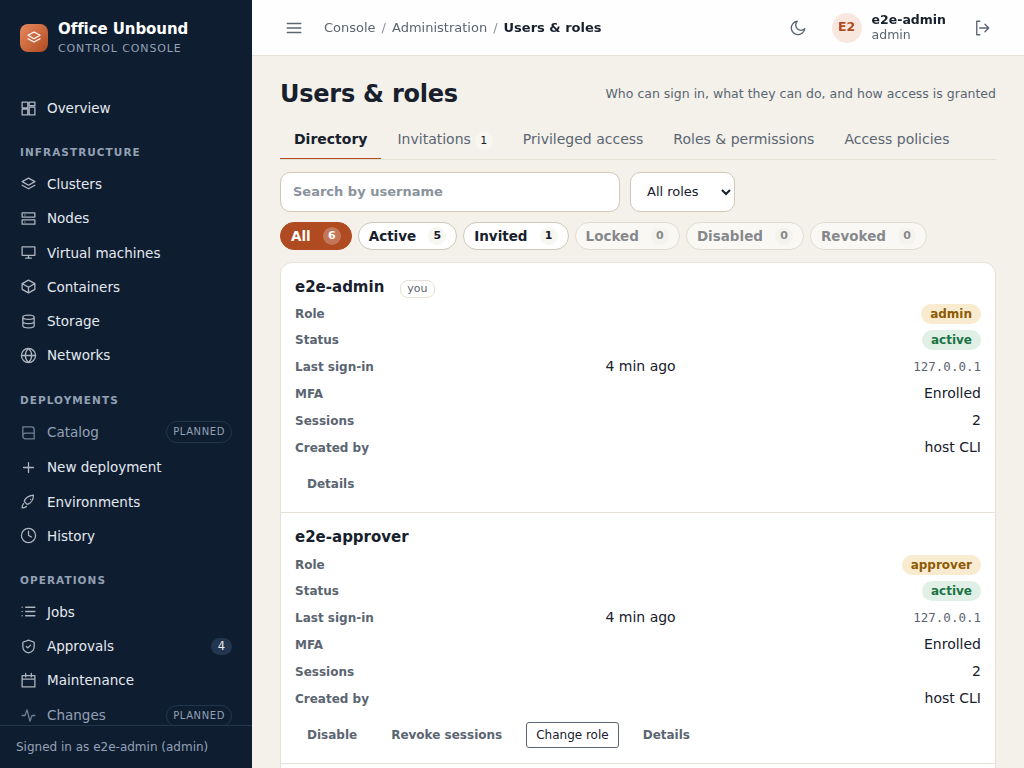 Office Unbound
CONTROL CONSOLE
Overview
INFRASTRUCTURE
Clusters
Nodes
Virtual machines
Containers
Storage
Networks
DEPLOYMENTS
Catalog PLANNED
New deployment
Environments
History
OPERATIONS
Jobs
Approvals 4
Maintenance
Changes PLANNED
Signed in as e2e-admin (admin)
Console / Administration / Users & roles
E2 e2e-admin
admin
Users & roles
Who can sign in, what they can do, and how access is granted
Directory Invitations 1 Privileged access Roles & permissions Access policies
Search by username All roles
All 6 Active 5 Invited 1 Locked 0 Disabled 0 Revoked 0
e2e-admin you
Role admin
Status active
Last sign-in 4 min ago 127.0.0.1
MFA Enrolled
Sessions 2
Created by host CLI
Details
e2e-approver
Role approver
Status active
Last sign-in 4 min ago 127.0.0.1
MFA Enrolled
Sessions 2
Created by host CLI
Disable Revoke sessions Change role Details